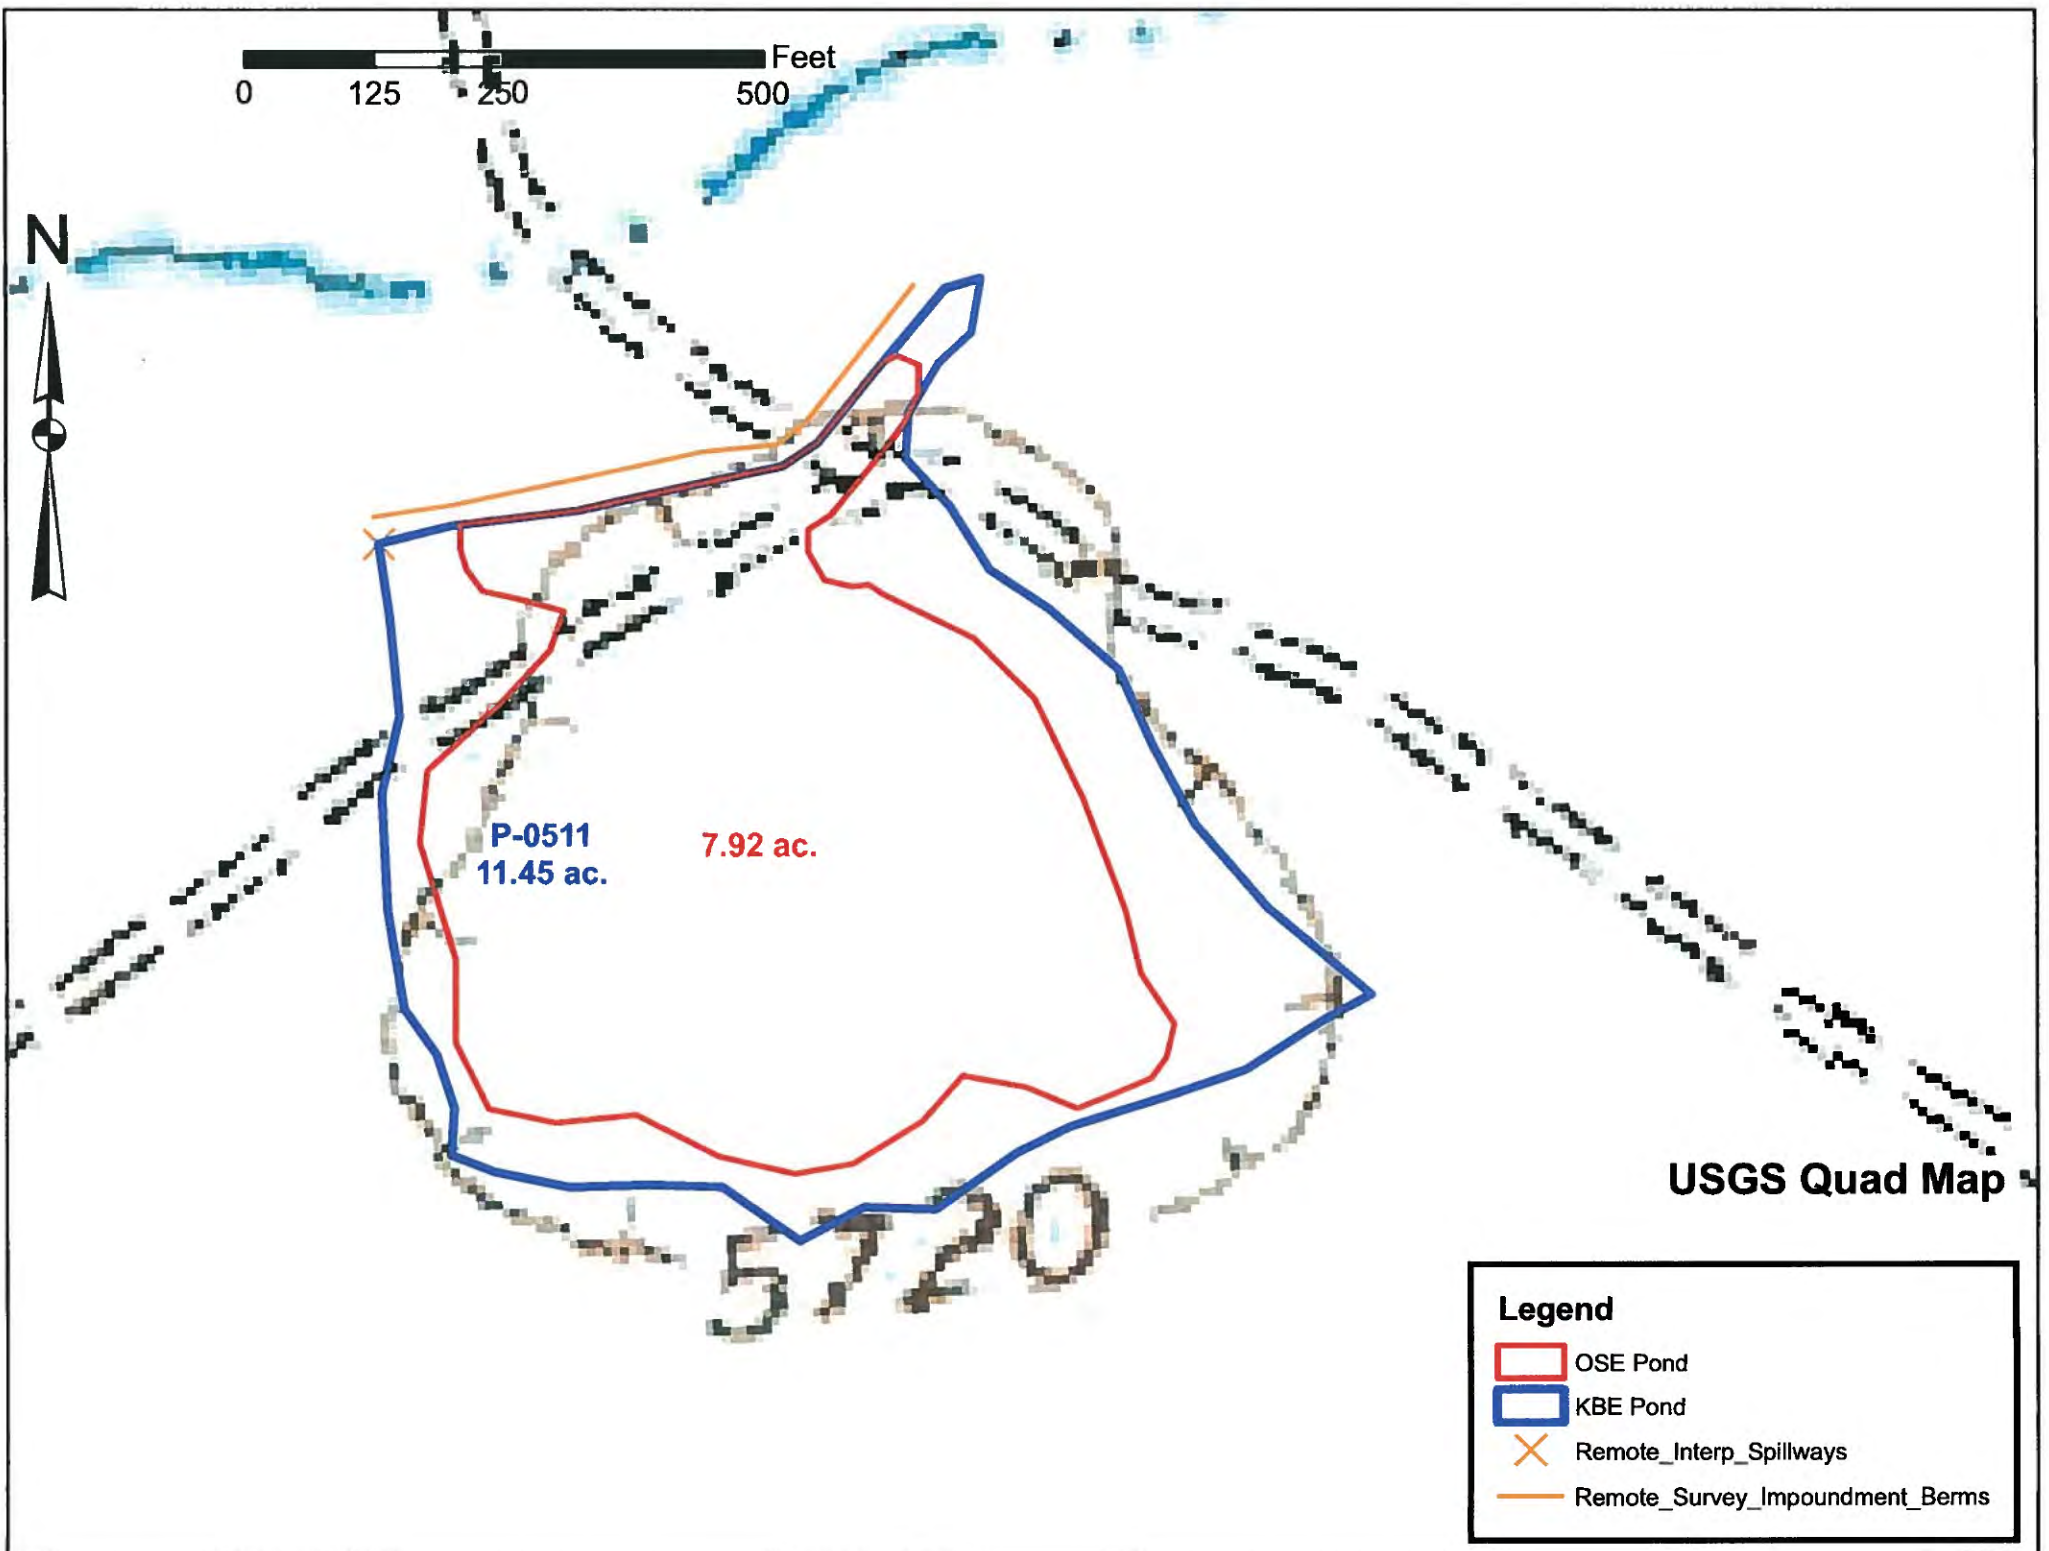 Feet
0 125 250 500
N
P-0511
11.45 ac.
7.92 ac.
5720
USGS Quad Map
Legend
OSE Pond
KBE Pond
Remote_Interp_Spillways
Remote_Survey_Impoundment_Berms